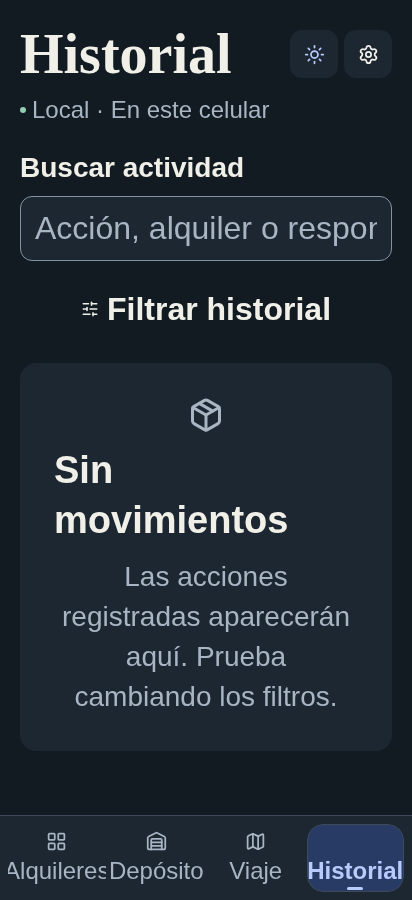 Historial
Local · En este celular
Buscar actividad
Acción, alquiler o respor
Filtrar historial
Sin
movimientos
Las acciones
registradas aparecerán
aquí. Prueba
cambiando los filtros.
Alquileres Depósito Viaje Historial